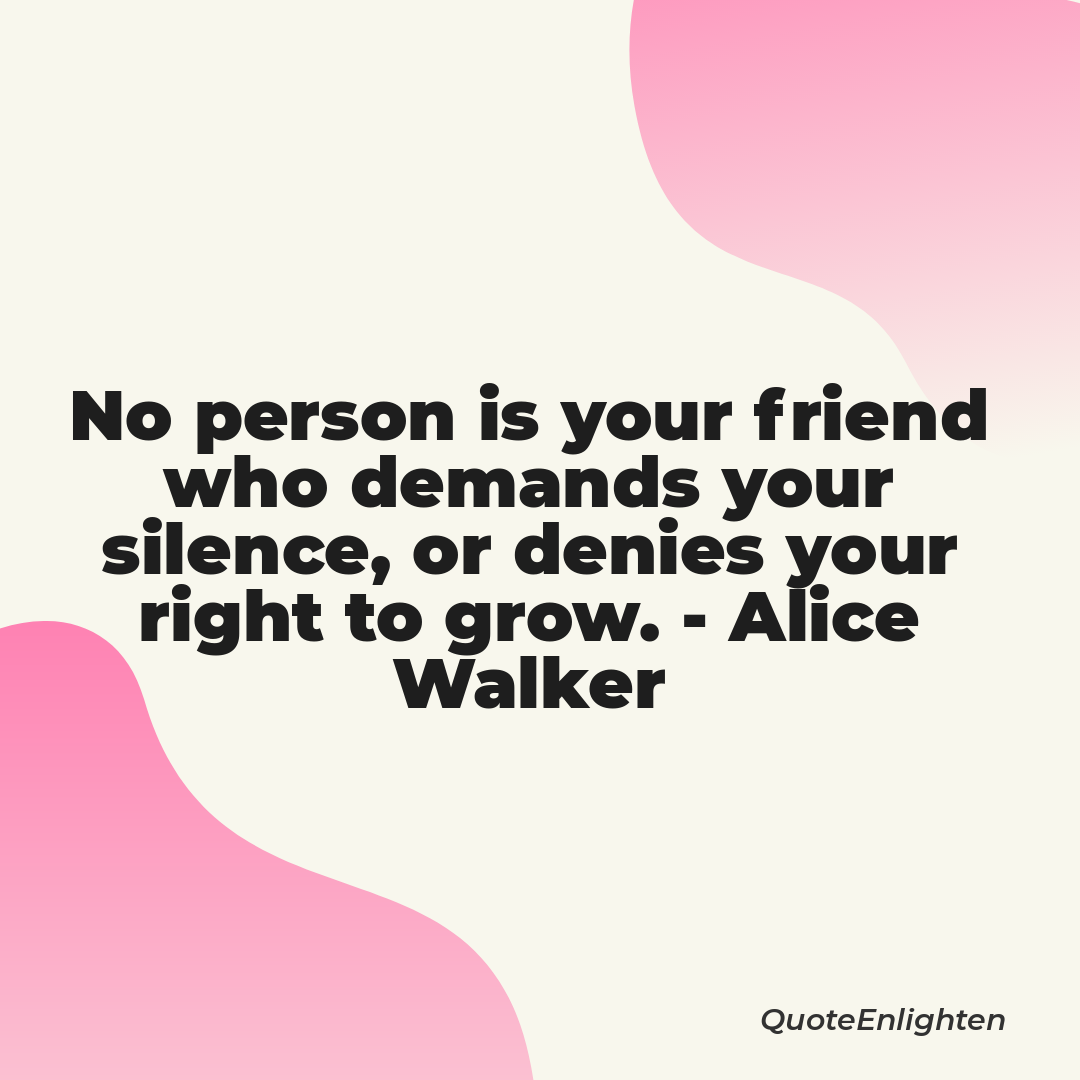 No person is your friend
who demands your
silence, or denies your
right to grow. - Alice
Walker
QuoteEnlighten